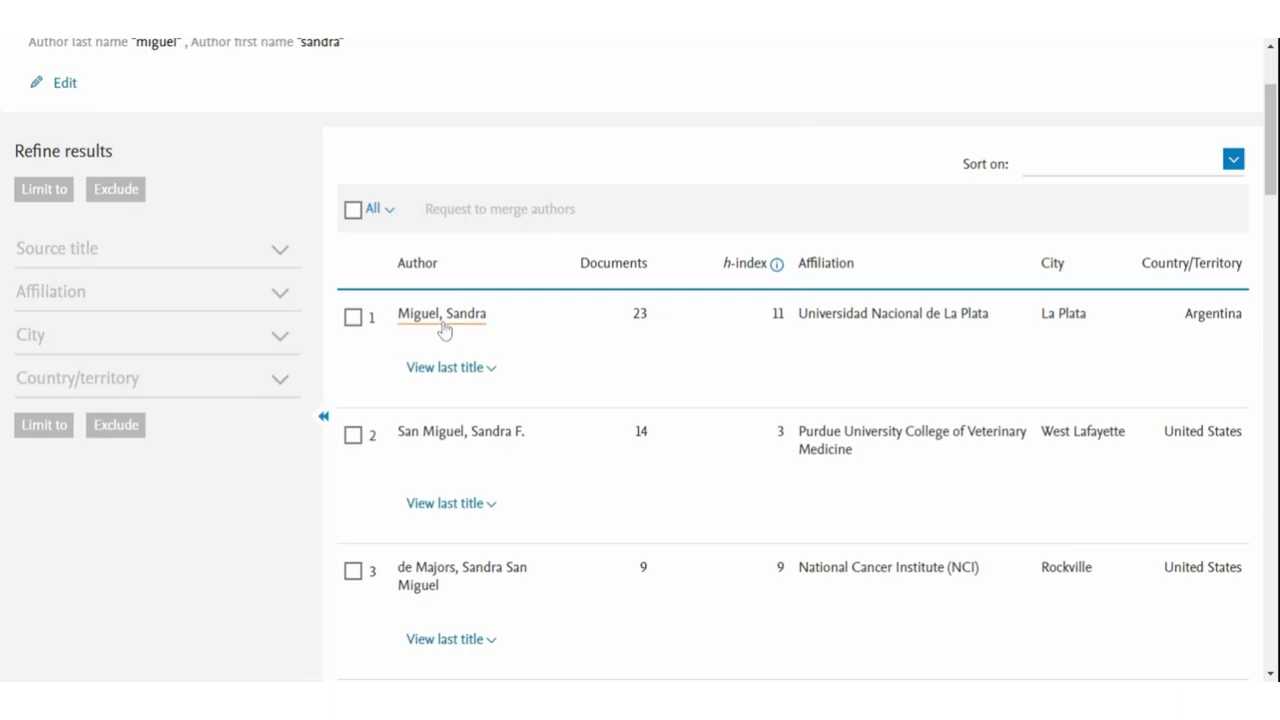 Author last name "miguel" , Author first name "sandra"
Edit
Refine results
Limit to Exclude
Source title
Affiliation
City
Country/territory
Limit to Exclude
Sort on:
All Request to merge authors
Author Documents h-index Affiliation City Country/Territory
1 Miguel, Sandra 23 11 Universidad Nacional de La Plata La Plata Argentina
View last title
2 San Miguel, Sandra F. 14 3 Purdue University College of Veterinary West Lafayette United States
Medicine
View last title
3 de Majors, Sandra San 9 9 National Cancer Institute (NCI) Rockville United States
Miguel
View last title